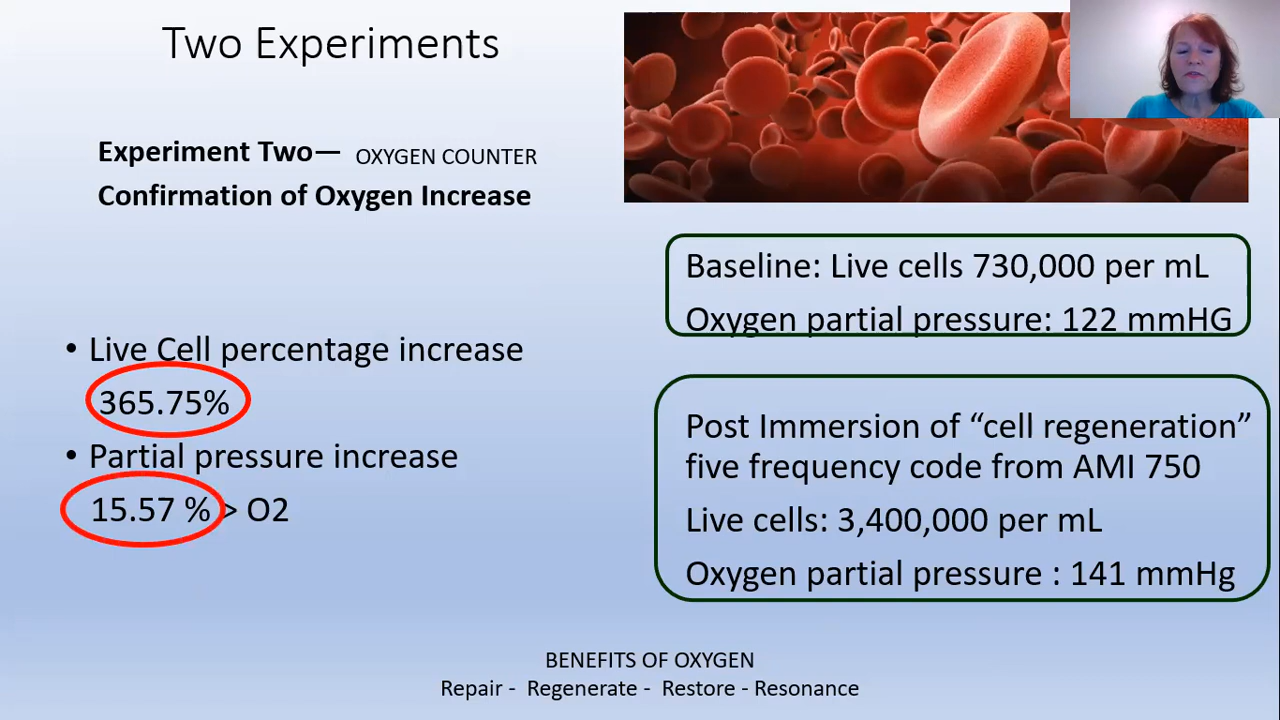 Two Experiments
Experiment Two— OXYGEN COUNTER
Confirmation of Oxygen Increase
• Live Cell percentage increase
365.75%
• Partial pressure increase
15.57 % > O2
Baseline: Live cells 730,000 per mL
Oxygen partial pressure: 122 mmHG
Post Immersion of “cell regeneration”
five frequency code from AMI 750
Live cells: 3,400,000 per mL
Oxygen partial pressure : 141 mmHg
BENEFITS OF OXYGEN
Repair - Regenerate - Restore - Resonance